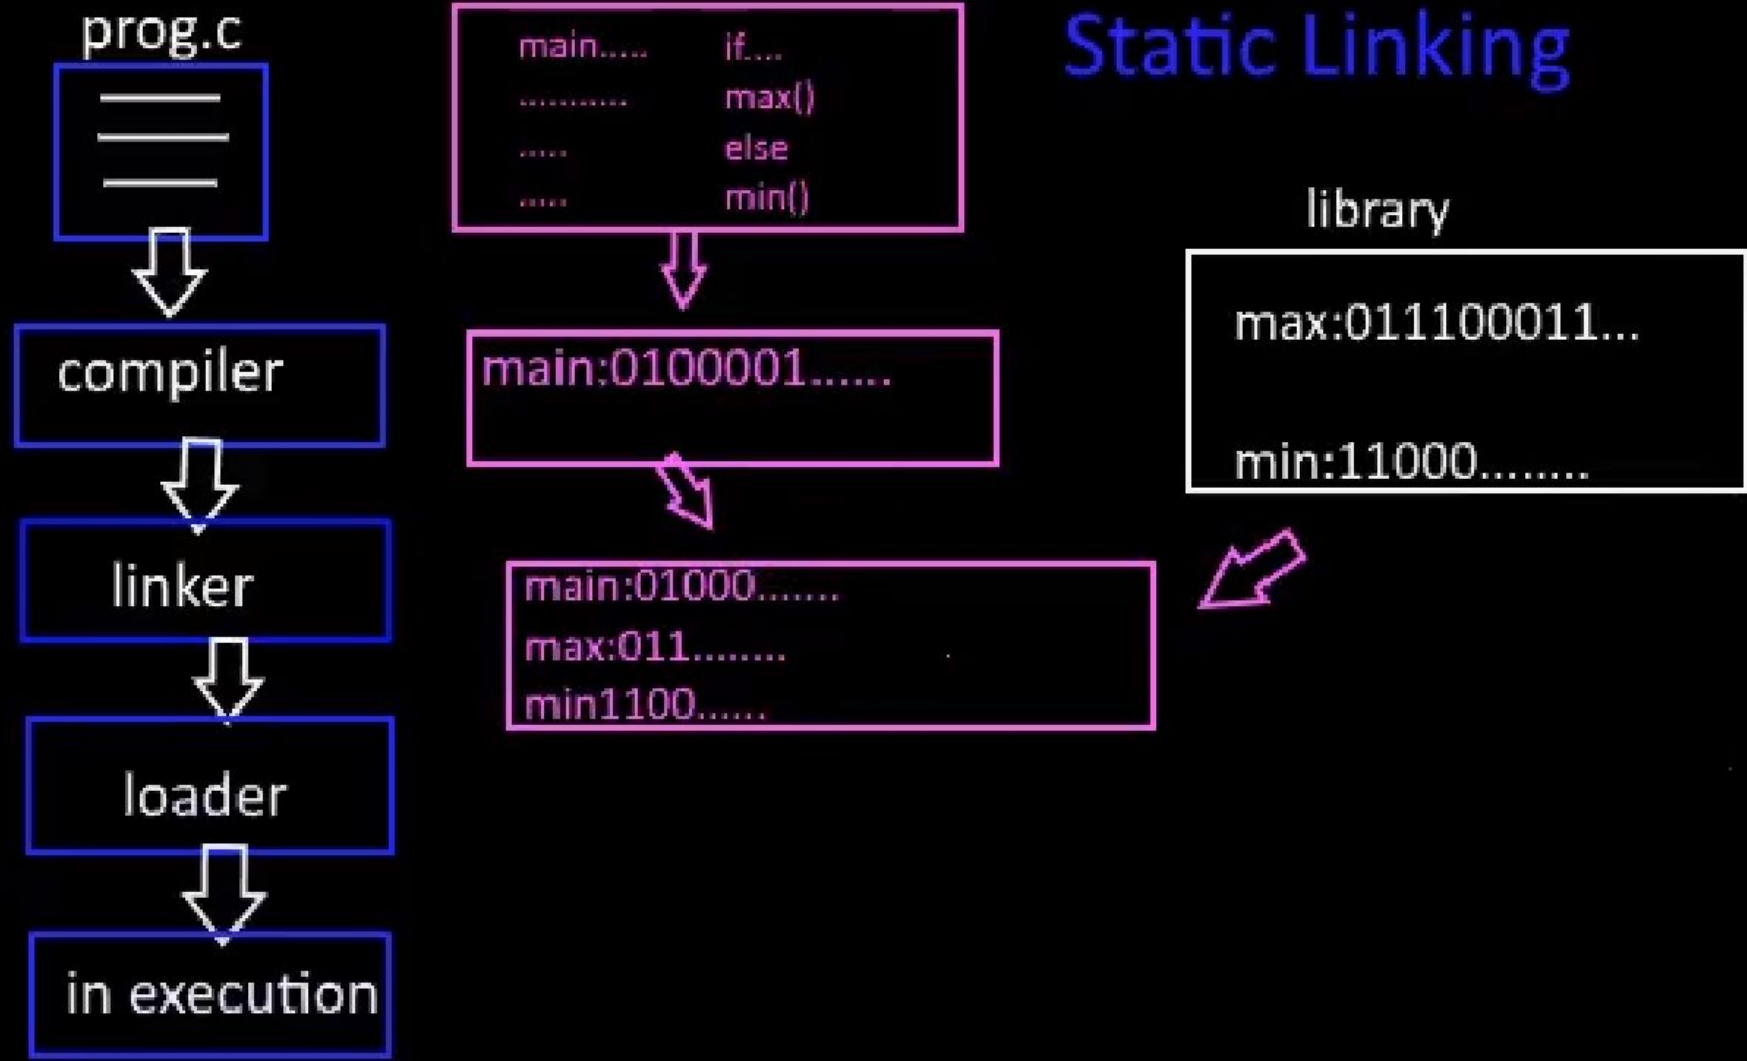 prog.c
compiler
linker
loader
in execution
main..... if....
........... max()
..... else
..... min()
main:0100001......
main:01000.......
max:011........
min1100......
Static Linking
library
max:011100011...
min:11000........